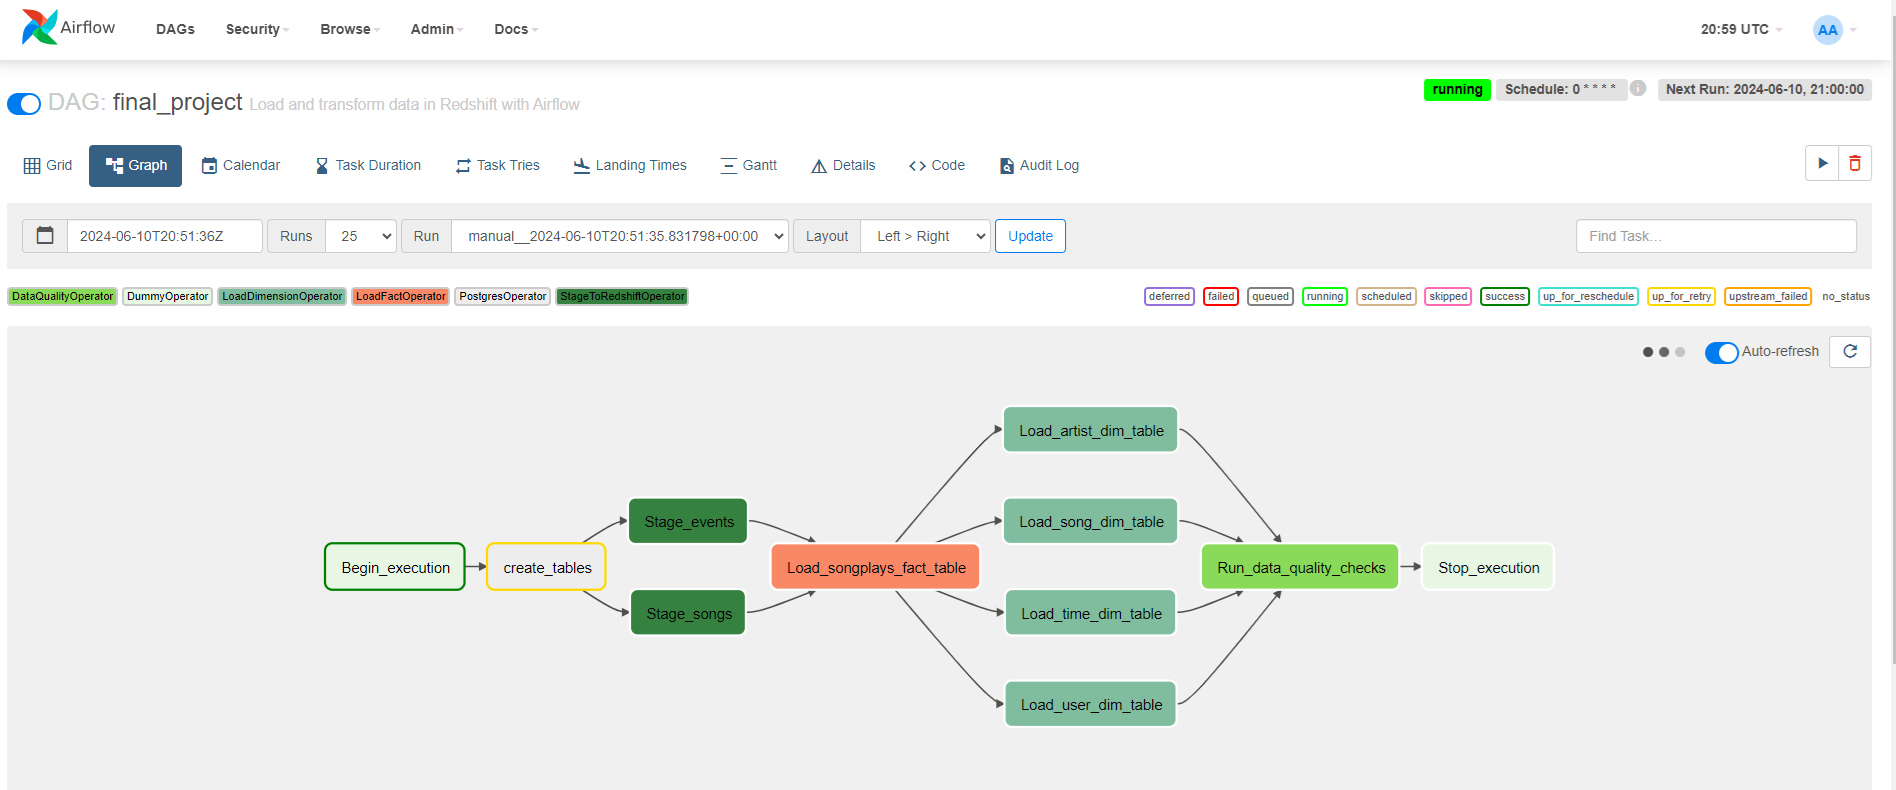 Airflow DAGs Security Browse Admin Docs 20:59 UTC AA
DAG: final_project Load and transform data in Redshift with Airflow
running Schedule: 0 * * * * i Next Run: 2024-06-10, 21:00:00
Grid Graph Calendar Task Duration Task Tries Landing Times Gantt Details Code Audit Log
2024-06-10T20:51:36Z Runs 25 Run manual__2024-06-10T20:51:35.831798+00:00 Layout Left > Right Update Find Task...
DataQualityOperator DummyOperator LoadDimensionOperator LoadFactOperator PostgresOperator StageToRedshiftOperator
deferred failed queued running scheduled skipped success up_for_reschedule up_for_retry upstream_failed no_status
Auto-refresh
Begin_execution
create_tables
Stage_events
Stage_songs
Load_songplays_fact_table
Load_artist_dim_table
Load_song_dim_table
Load_time_dim_table
Load_user_dim_table
Run_data_quality_checks
Stop_execution